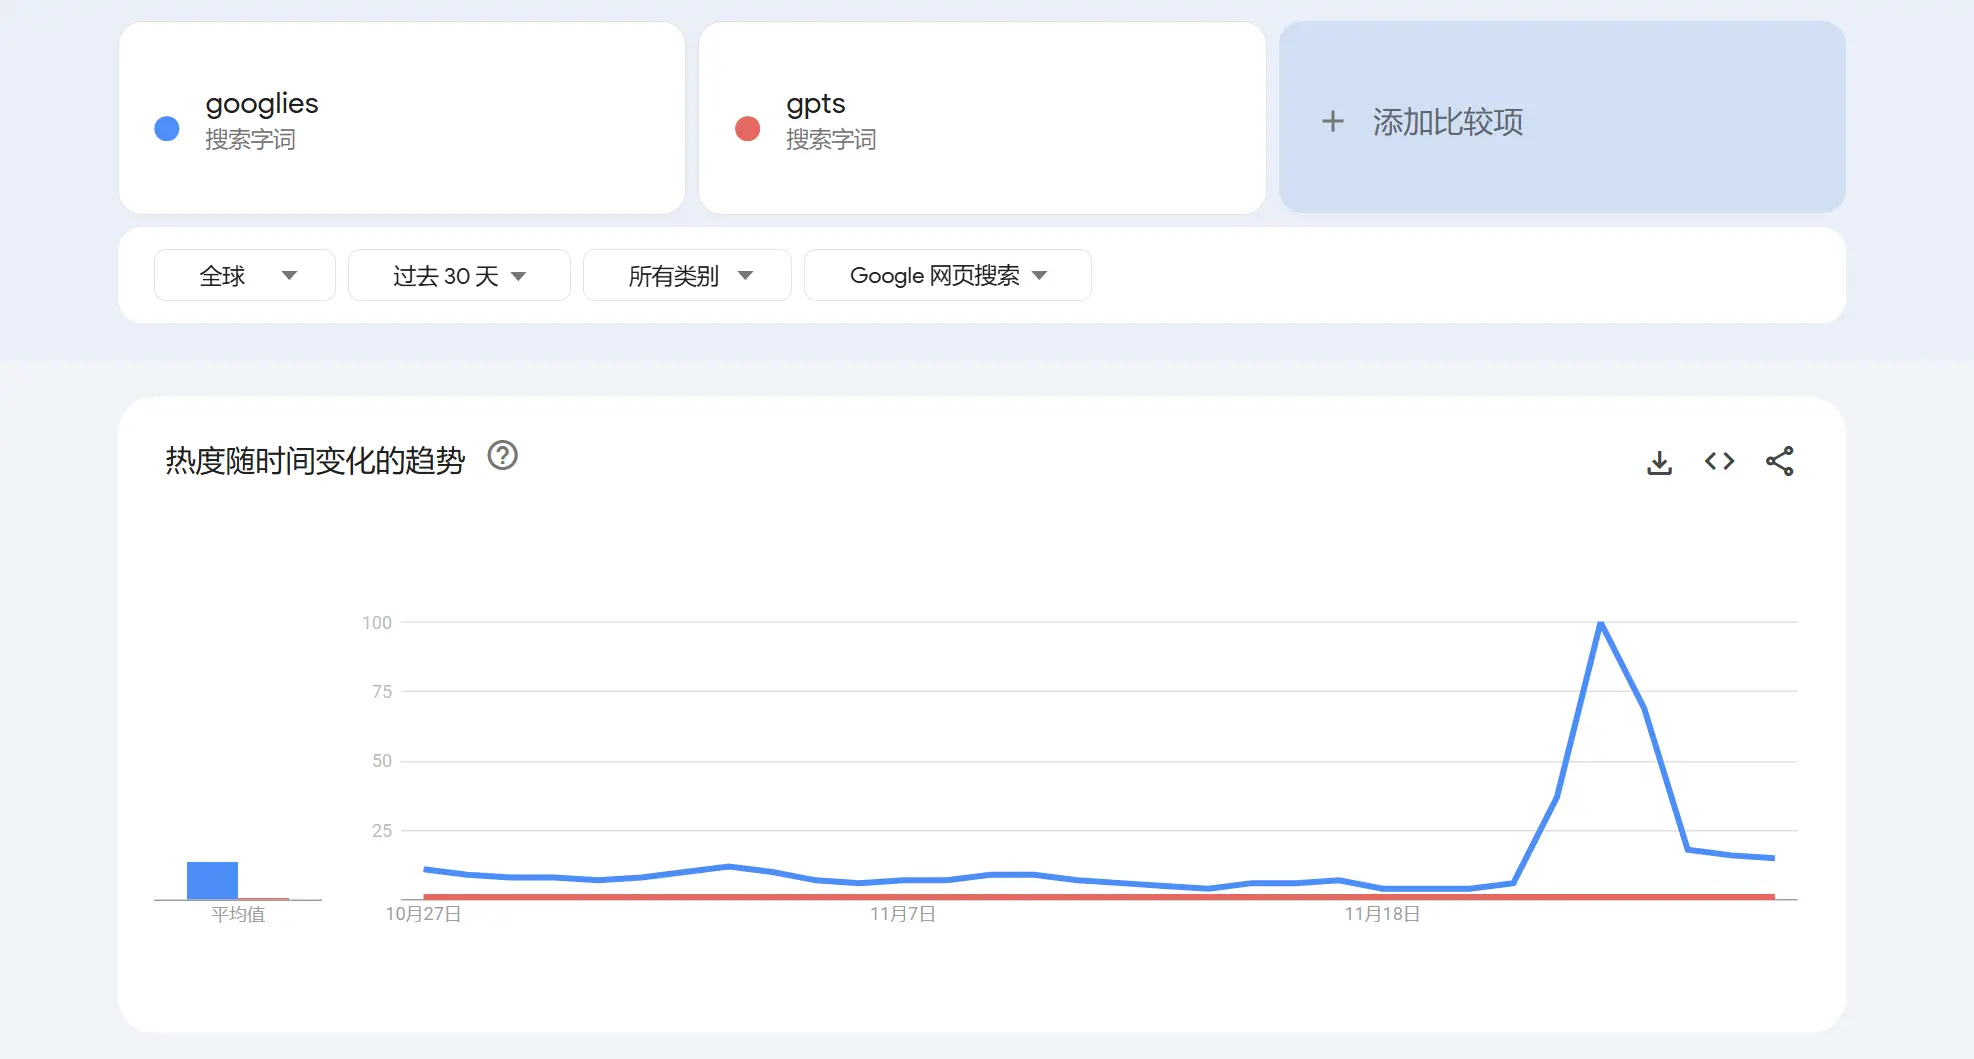 googlies
搜索字词
gpts
搜索字词
+ 添加比较项
全球
过去 30 天
所有类别
Google 网页搜索
热度随时间变化的趋势 ?
100
75
50
25
平均值
10月27日
11月7日
11月18日